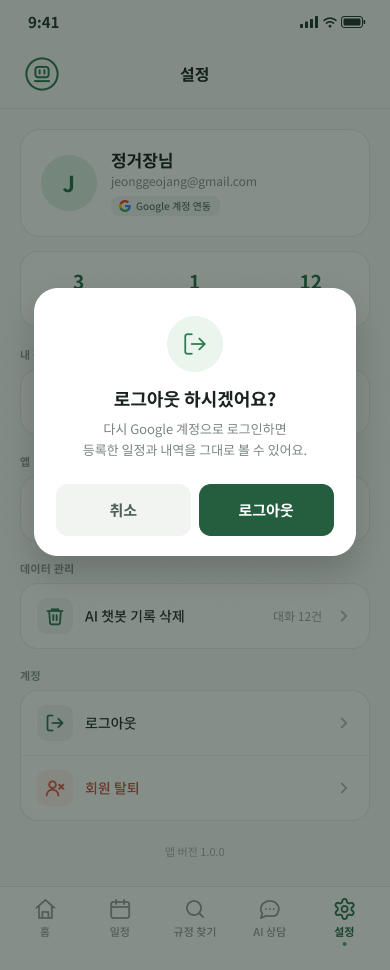 9:41
설정
J
정거장님
jeonggeojang@gmail.com
Google 계정 연동
3 1 12
내
로그아웃 하시겠어요?
다시 Google 계정으로 로그인하면
등록한 일정과 내역을 그대로 볼 수 있어요.
앱
취소 로그아웃
데이터 관리
AI 챗봇 기록 삭제 대화 12건
계정
로그아웃
회원 탈퇴
앱 버전 1.0.0
홈 일정 규정 찾기 AI 상담 설정